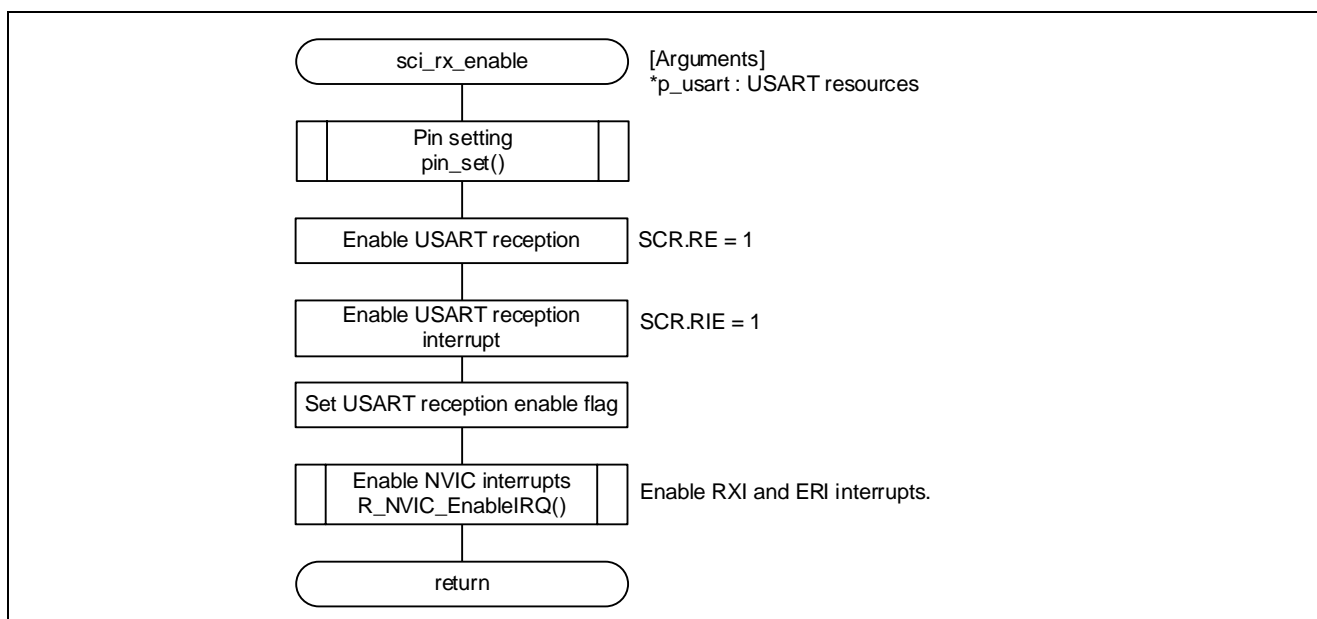 sci_rx_enable
[Arguments]
*p_usart : USART resources
Pin setting
pin_set()
Enable USART reception
SCR.RE = 1
Enable USART reception
interrupt
SCR.RIE = 1
Set USART reception enable flag
Enable NVIC interrupts
R_NVIC_EnableIRQ()
Enable RXI and ERI interrupts.
return